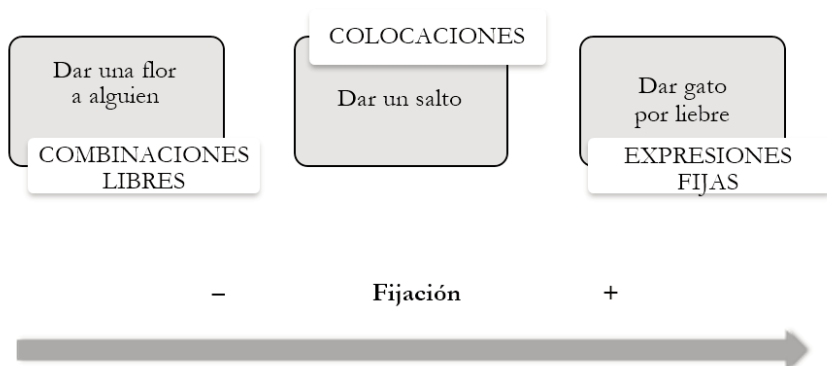 COLOCACIONES
Dar una flor
a alguien
COMBINACIONES
LIBRES
Dar un salto
Dar gato
por liebre
EXPRESIONES
FIJAS
– Fijación +